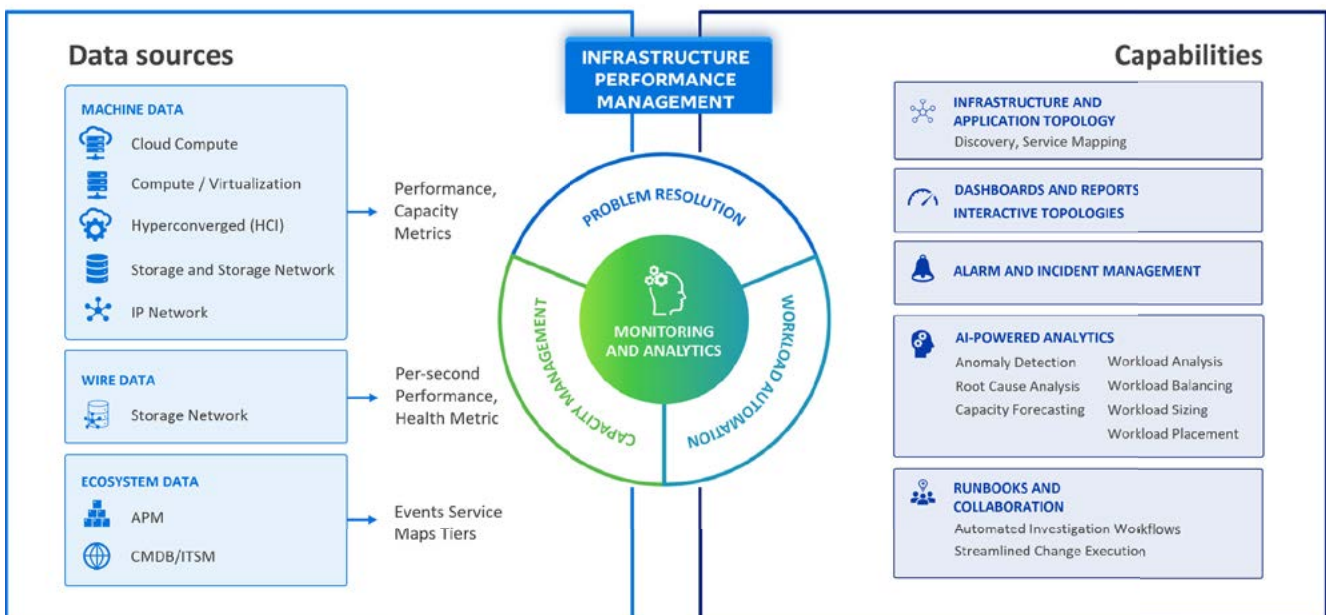 Data sources
MACHINE DATA
Cloud Compute
Compute / Virtualization
Hyperconverged (HCI)
Storage and Storage Network
IP Network
WIRE DATA
Storage Network
ECOSYSTEM DATA
APM
CMDB/ITSM
Performance,
Capacity
Metrics
Per-second
Performance,
Health Metric
Events Service
Maps Tiers
INFRASTRUCTURE
PERFORMANCE
MANAGEMENT
PROBLEM RESOLUTION
CAPACITY MANAGEMENT
WORKLOAD AUTOMATION
MONITORING
AND ANALYTICS
Capabilities
INFRASTRUCTURE AND
APPLICATION TOPOLOGY
Discovery, Service Mapping
DASHBOARDS AND REPORTS
INTERACTIVE TOPOLOGIES
ALARM AND INCIDENT MANAGEMENT
AI-POWERED ANALYTICS
Anomaly Detection
Root Cause Analysis
Capacity Forecasting
Workload Analysis
Workload Balancing
Workload Sizing
Workload Placement
RUNBOOKS AND
COLLABORATION
Automated Investigation Workflows
Streamlined Change Execution